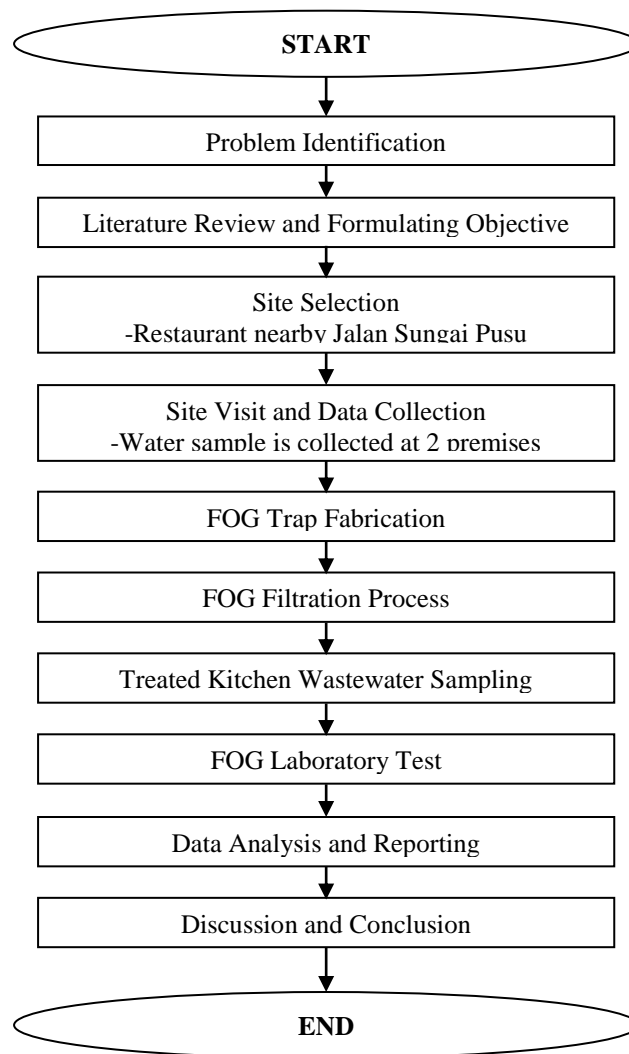 START
Problem Identification
Literature Review and Formulating Objective
Site Selection
-Restaurant nearby Jalan Sungai Pusu
Site Visit and Data Collection
-Water sample is collected at 2 premises
FOG Trap Fabrication
FOG Filtration Process
Treated Kitchen Wastewater Sampling
FOG Laboratory Test
Data Analysis and Reporting
Discussion and Conclusion
END